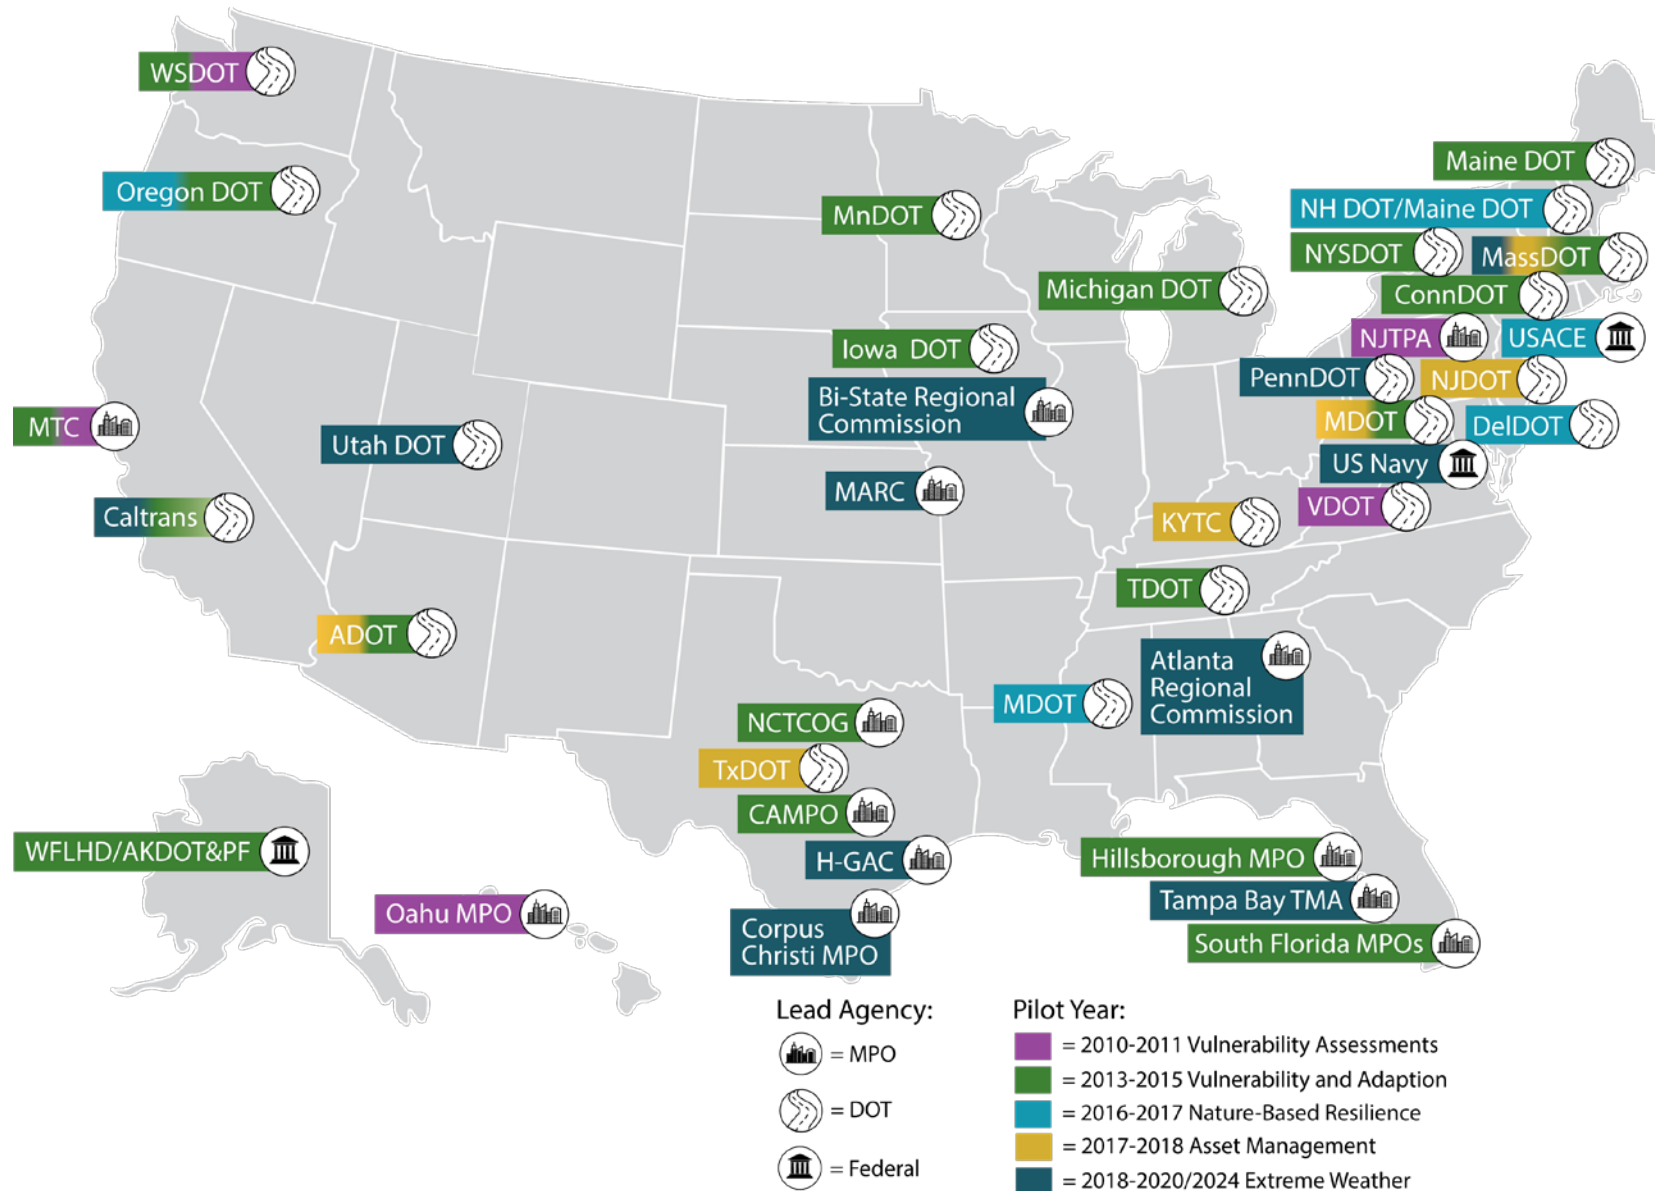 WSDOT
Oregon DOT
MTC
Caltrans
Utah DOT
ADOT
MnDOT
Michigan DOT
Iowa DOT
Bi-State Regional
Commission
MARC
Maine DOT
NH DOT/Maine DOT
NYSDOT
MassDOT
ConnDOT
NJTPA
USACE
PennDOT
NJDOT
MDOT
DelDOT
US Navy
VDOT
KYTC
TDOT
Atlanta
Regional
Commission
MDOT
NCTCOG
TxDOT
CAMPO
H-GAC
Corpus
Christi MPO
Hillsborough MPO
Tampa Bay TMA
South Florida MPOs
WFLHD/AKDOT&PF
Oahu MPO
Lead Agency:
= MPO
= DOT
= Federal
Pilot Year:
= 2010-2011 Vulnerability Assessments
= 2013-2015 Vulnerability and Adaption
= 2016-2017 Nature-Based Resilience
= 2017-2018 Asset Management
= 2018-2020/2024 Extreme Weather